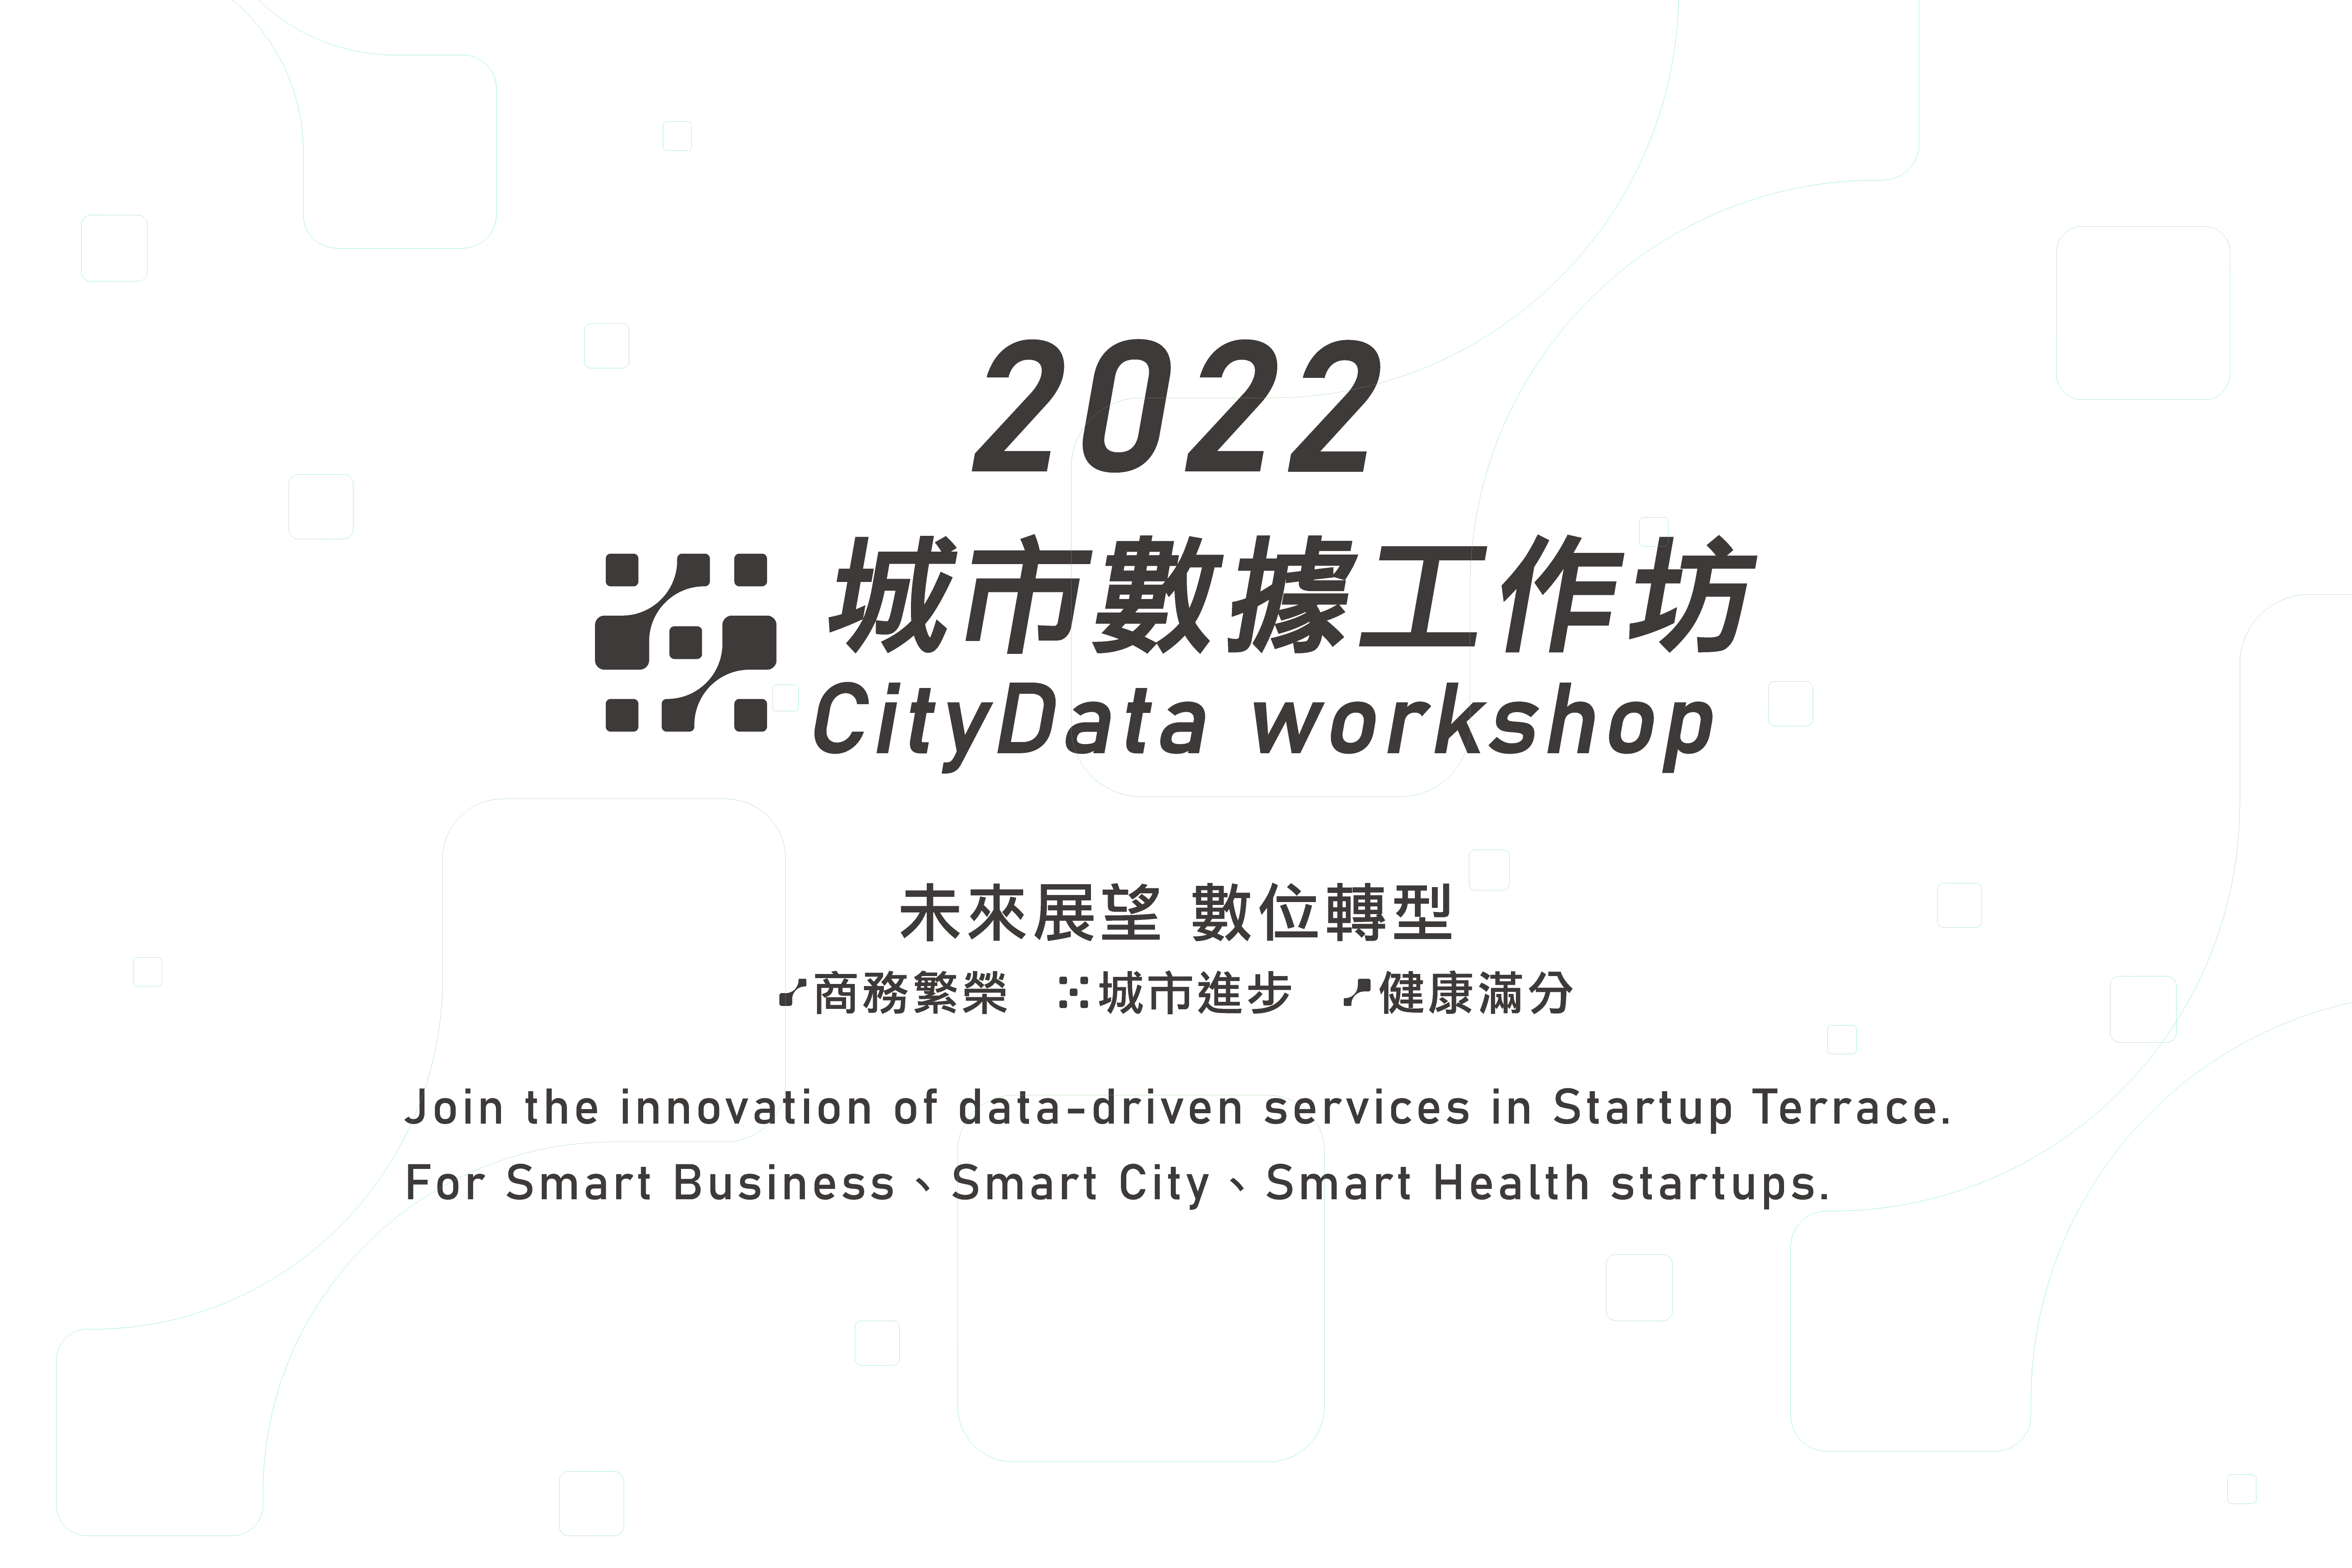 2022
城市數據工作坊
CityData workshop
未來展望 數位轉型
商務繁榮 城市進步 健康滿分
Join the innovation of data-driven services in Startup Terrace.
For Smart Business、Smart City、Smart Health startups.